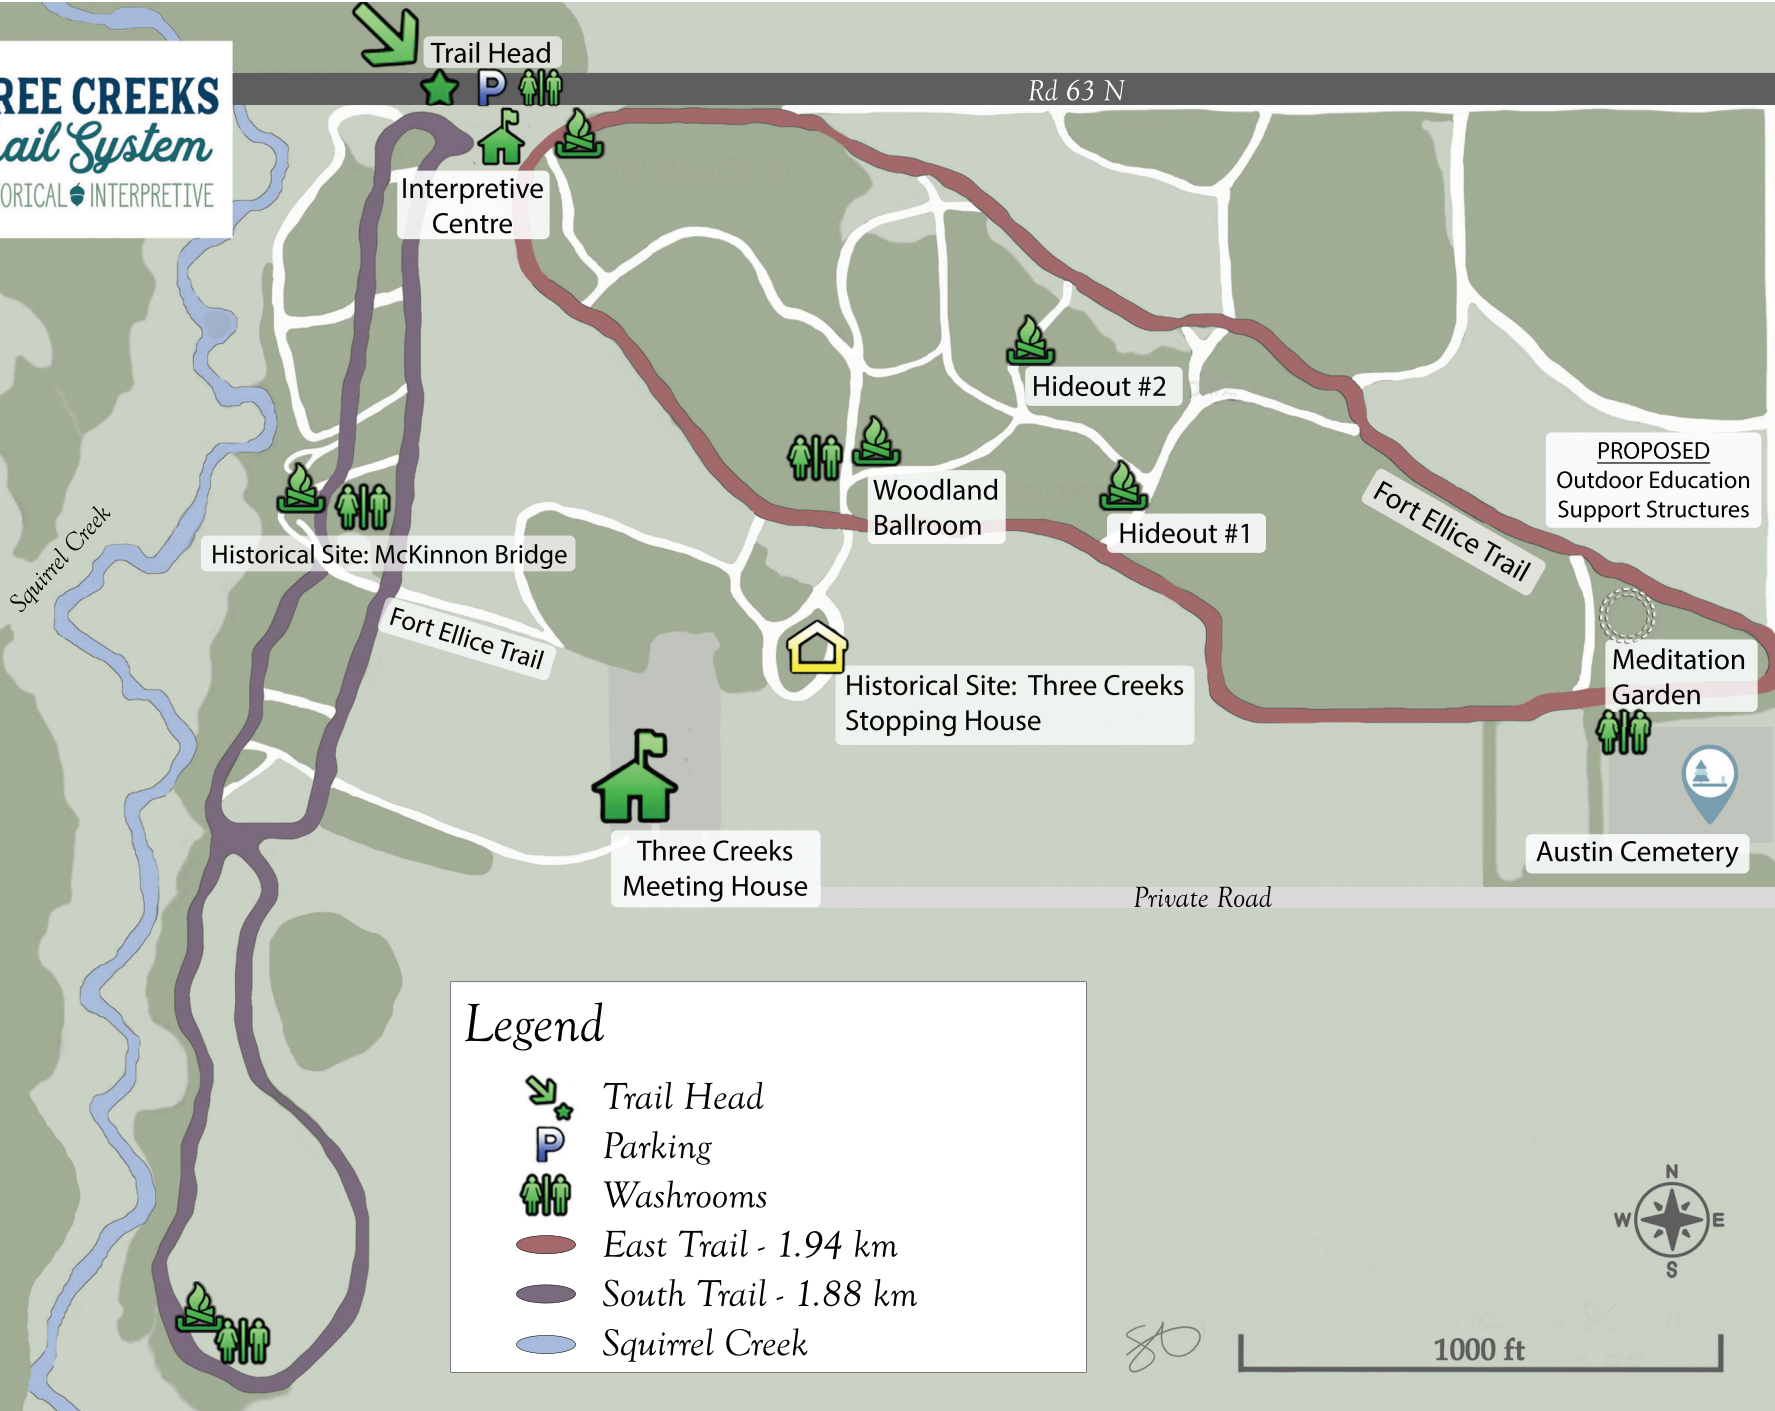 REE CREEKS
ail System
ORICAL INTERPRETIVE
Trail Head
P
Rd 63 N
Interpretive
Centre
Hideout #2
PROPOSED
Outdoor Education
Support Structures
Woodland
Ballroom
Hideout #1
Fort Ellice Trail
Squirrel Creek
Historical Site: McKinnon Bridge
Fort Ellice Trail
Meditation
Garden
Historical Site: Three Creeks
Stopping House
Three Creeks
Meeting House
Austin Cemetery
Private Road
Legend
Trail Head
P Parking
Washrooms
East Trail - 1.94 km
South Trail - 1.88 km
Squirrel Creek
N
W E
S
1000 ft